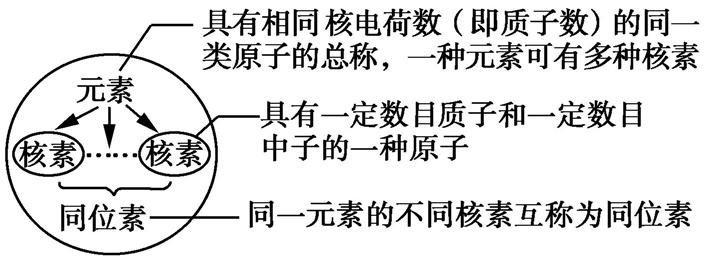 具有相同核电荷数（即质子数）的同一
类原子的总称，一种元素可有多种核素
元素
具有一定数目质子和一定数目
中子的一种原子
核素……核素
同位素
同一元素的不同核素互称为同位素